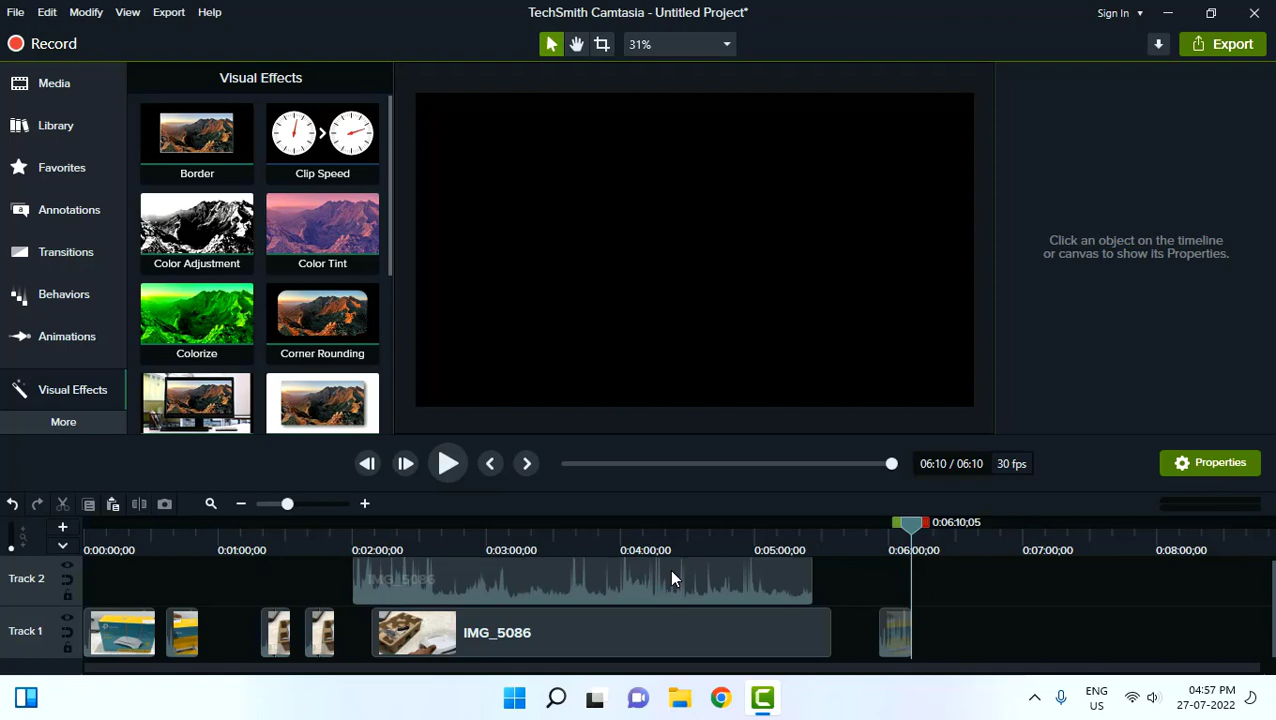 File Edit Modify View Export Help
TechSmith Camtasia - Untitled Project*
Sign In
Record
31%
Export
Media
Library
Favorites
Annotations
Transitions
Behaviors
Animations
Visual Effects
More
Visual Effects
Border
Clip Speed
Color Adjustment
Color Tint
Colorize
Corner Rounding
Click an object on the timeline
or canvas to show its Properties.
06:10 / 06:10 30 fps
Properties
0:06:10;05
0:00:00;00 0:01:00;00 0:02:00;00 0:03:00;00 0:04:00;00 0:05:00;00 0:06:00;00 0:07:00;00 0:08:00;00
Track 2
IMG_5086
Track 1
IMG_5086
ENG
US
04:57 PM
27-07-2022